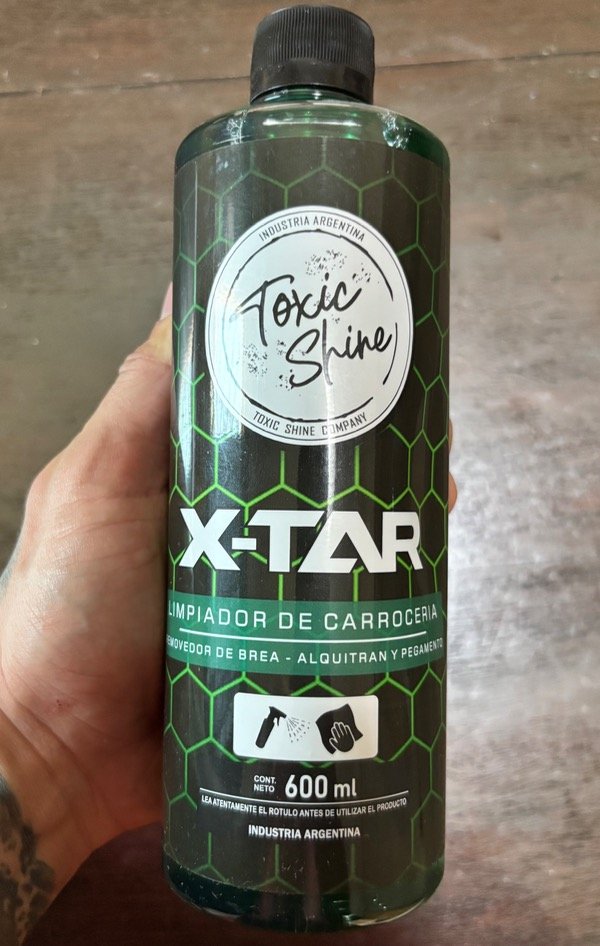 INDUSTRIA ARGENTINA
Toxic
Shine
TOXIC SHINE COMPANY
X-TAR
LIMPIADOR DE CARROCERIA
REMOVEDOR DE BREA - ALQUITRAN Y PEGAMENTO
CONT. NETO 600 ml
LEA ATENTAMENTE EL ROTULO ANTES DE UTILIZAR EL PRODUCTO
INDUSTRIA ARGENTINA